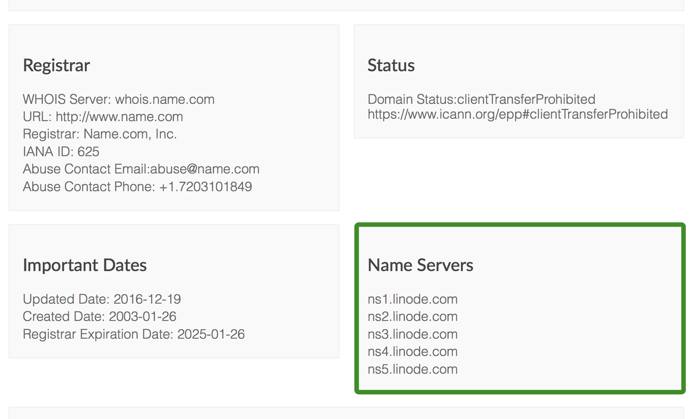 Registrar
WHOIS Server: whois.name.com
URL: http://www.name.com
Registrar: Name.com, Inc.
IANA ID: 625
Abuse Contact Email:abuse@name.com
Abuse Contact Phone: +1.7203101849
Status
Domain Status:clientTransferProhibited
https://www.icann.org/epp#clientTransferProhibited
Important Dates
Updated Date: 2016-12-19
Created Date: 2003-01-26
Registrar Expiration Date: 2025-01-26
Name Servers
ns1.linode.com
ns2.linode.com
ns3.linode.com
ns4.linode.com
ns5.linode.com